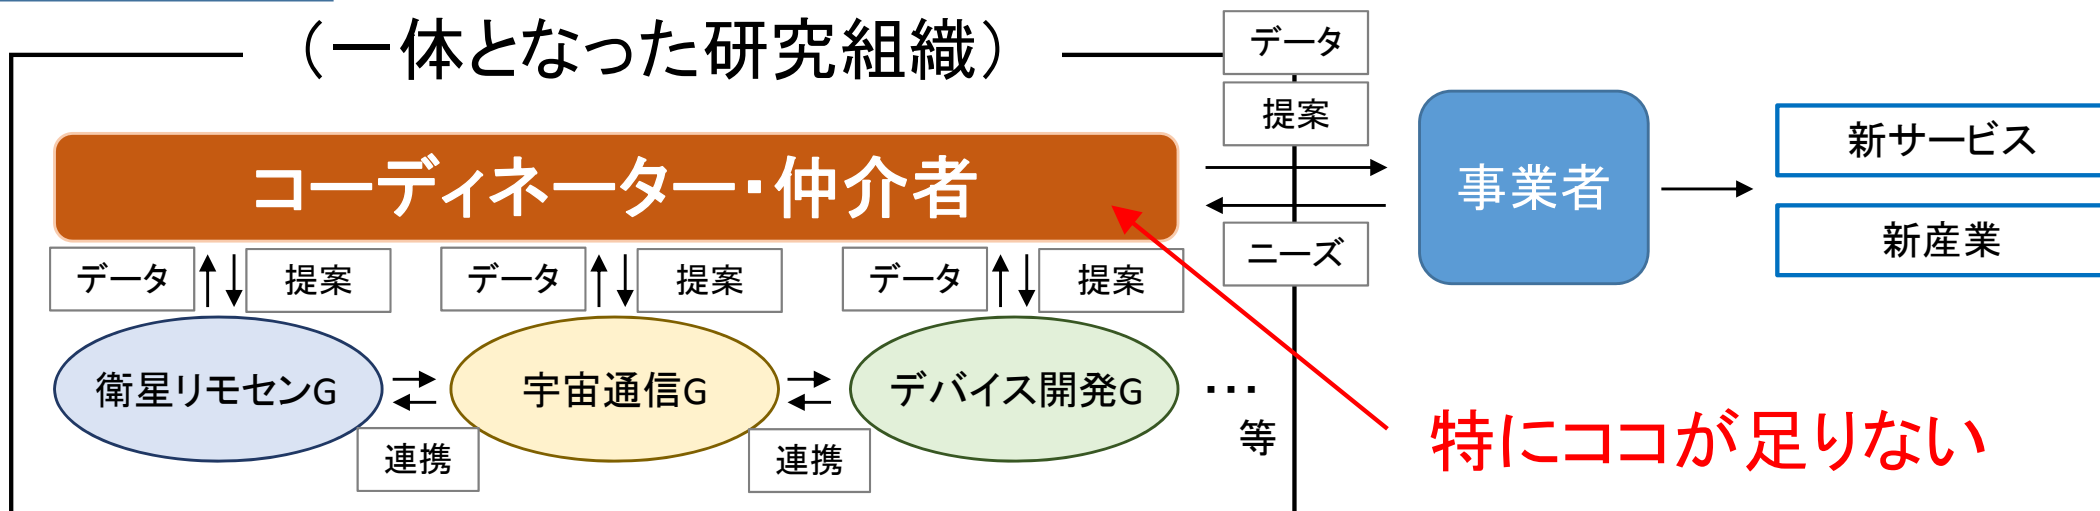 （一体となった研究組織）
データ
提案
コーディネーター・仲介者
事業者
新サービス
新産業
ニーズ
データ
提案
データ
提案
データ
提案
衛星リモセンG
宇宙通信G
デバイス開発G
・・・
等
連携
連携
特にココが足りない